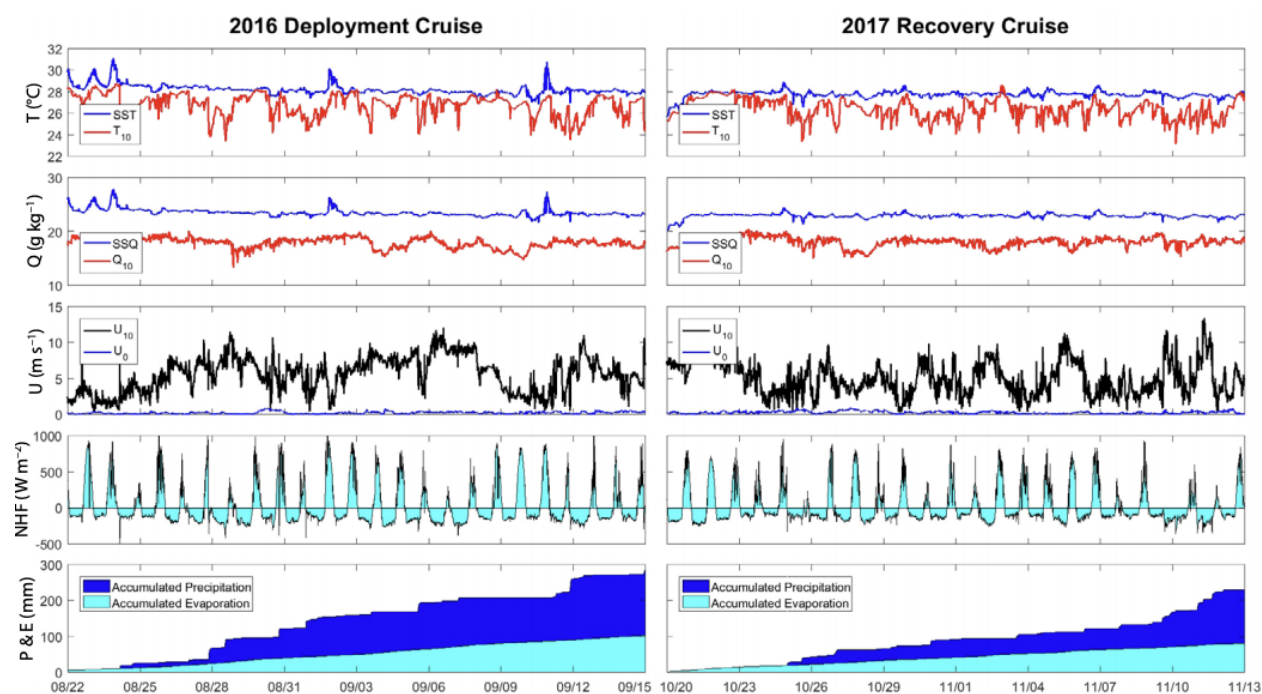 2016 Deployment Cruise
2017 Recovery Cruise
T (°C)
32
30
28
26
24
22
SST
T10
SST
T10
Q (g kg⁻¹)
30
20
10
SSQ
Q10
SSQ
Q10
U (m s⁻¹)
15
10
5
0
U10
U0
U10
U0
NHF (W m⁻²)
1000
500
0
-500
P & E (mm)
300
200
100
0
Accumulated Precipitation
Accumulated Evaporation
Accumulated Precipitation
Accumulated Evaporation
08/22 08/25 08/28 08/31 09/03 09/06 09/09 09/12 09/15
10/20 10/23 10/26 10/29 11/01 11/04 11/07 11/10 11/13